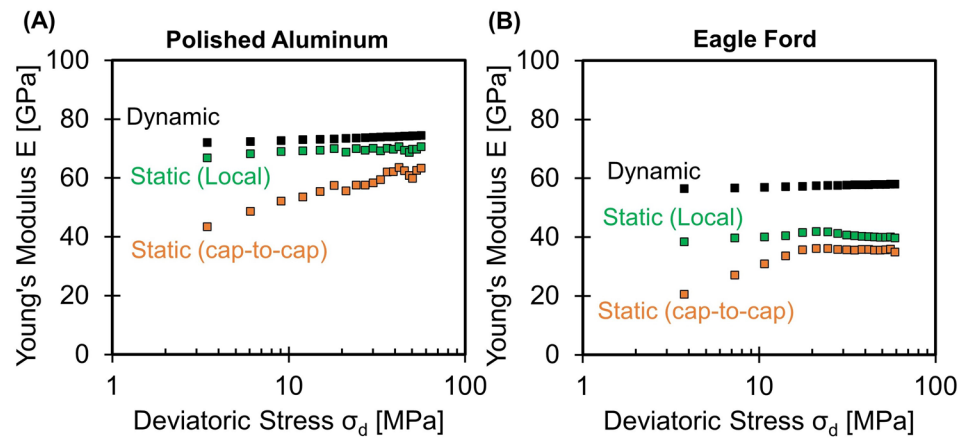 (A)
Polished Aluminum
Young's Modulus E [GPa]
100
80
60
40
20
0
Dynamic
Static (Local)
Static (cap-to-cap)
1
10
100
Deviatoric Stress σd [MPa]
(B)
Eagle Ford
Young's Modulus E [GPa]
100
80
60
40
20
0
Dynamic
Static (Local)
Static (cap-to-cap)
1
10
100
Deviatoric Stress σd [MPa]